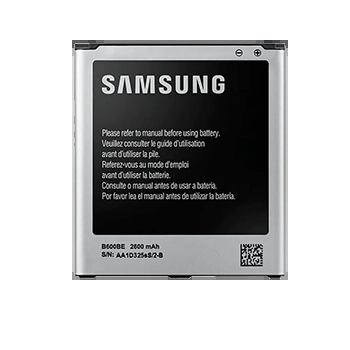 SAMSUNG
Please refer to manual before using battery.
Veuillez consulter le guide d'utilisation
avant d'utiliser la pile.
Referez-vous au mode d'emploi
avant d'utiliser la batterie.
Consulte o manual antes de usar a bateria.
Por favor lea el manual antes de utilizar la batería.
B600BE 2600 mAh
S/N: AA1D325sS/2-B